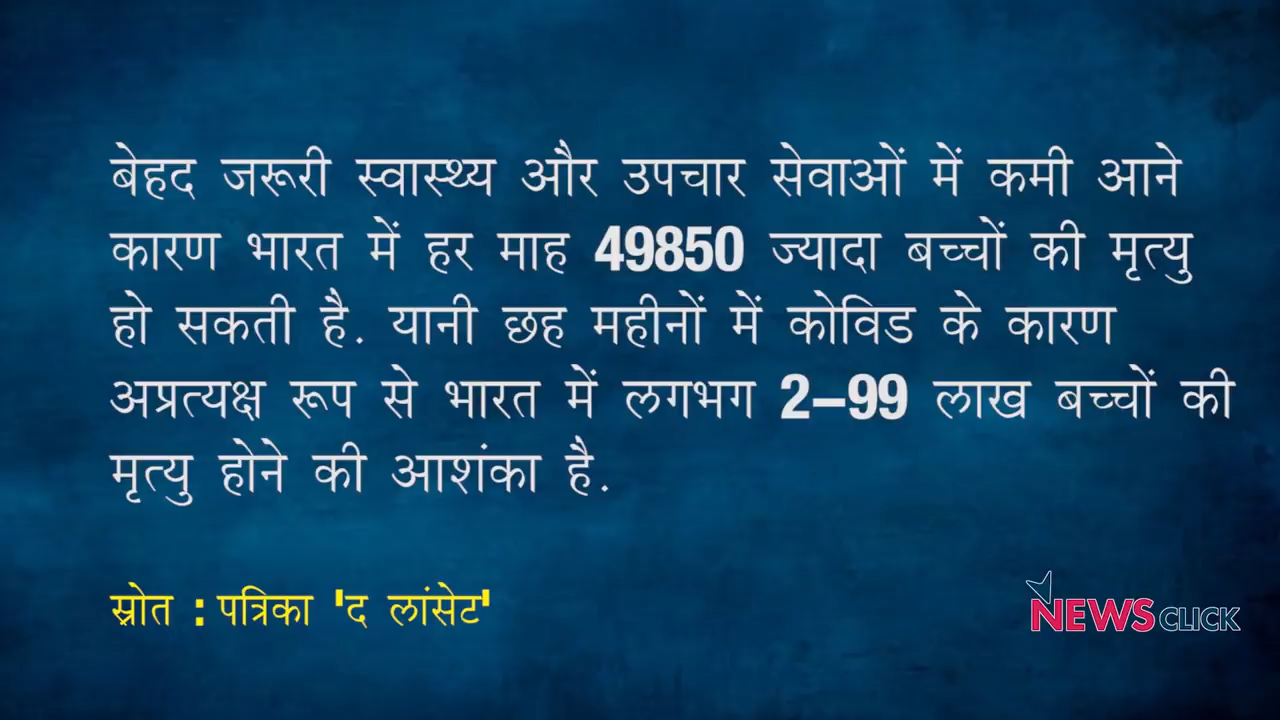 बेहद जरूरी स्वास्थ्य और उपचार सेवाओं में कमी आने
कारण भारत में हर माह 49850 ज्यादा बच्चों की मृत्यु
हो सकती है. यानी छह महीनों में कोविड के कारण
अप्रत्यक्ष रूप से भारत में लगभग 2–99 लाख बच्चों की
मृत्यु होने की आशंका है.
स्रोत : पत्रिका 'द लांसेट'
NEWSCLICK